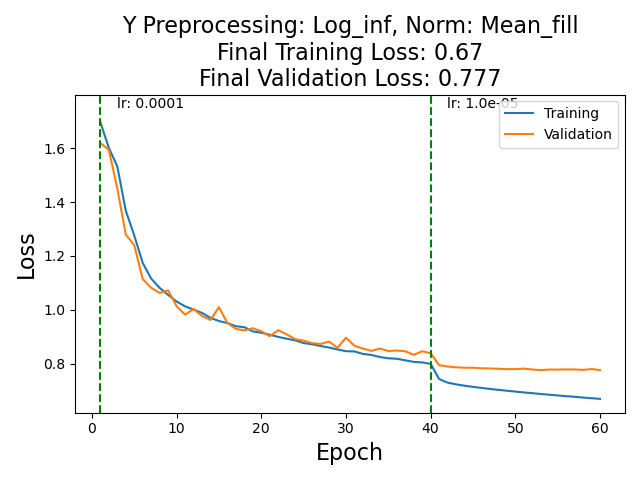 Y Preprocessing: Log_inf, Norm: Mean_fill
Final Training Loss: 0.67
Final Validation Loss: 0.777
lr: 0.0001
lr: 1.0e-05
Training
Validation
1.6
1.4
1.2
1.0
0.8
Loss
0
10
20
30
40
50
60
Epoch